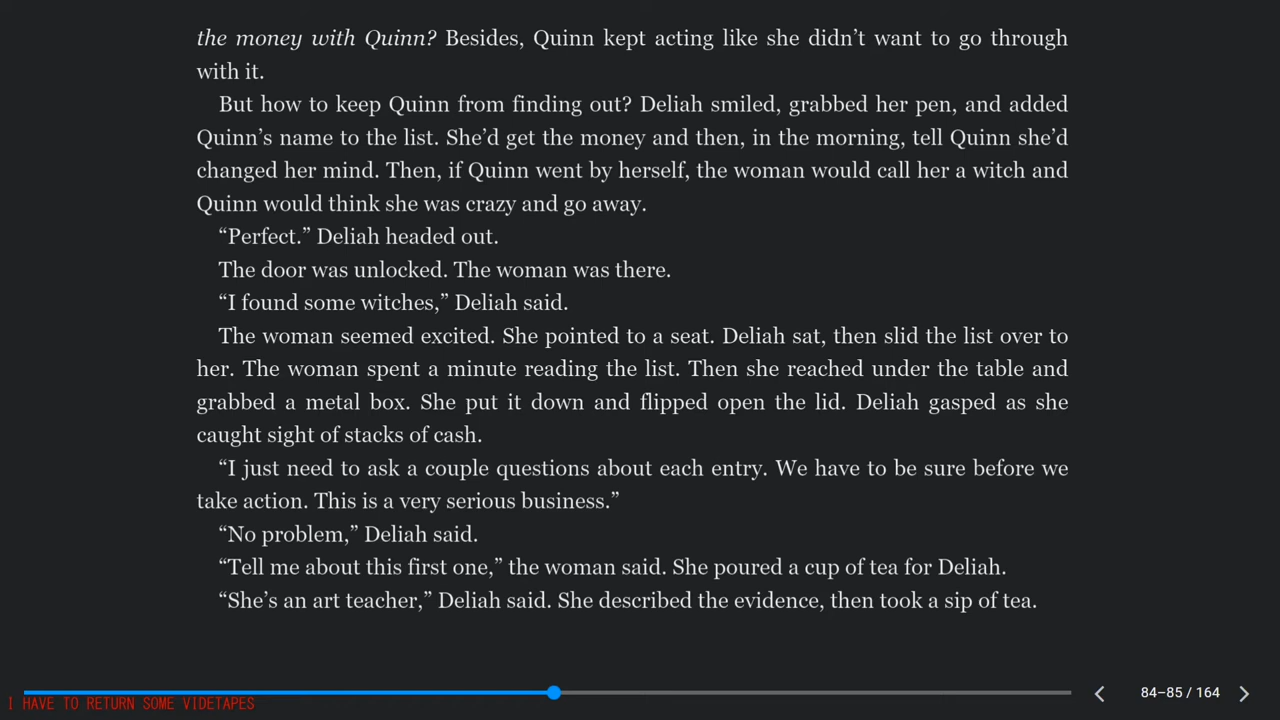 the money with Quinn? Besides, Quinn kept acting like she didn’t want to go through
with it.
But how to keep Quinn from finding out? Deliah smiled, grabbed her pen, and added
Quinn’s name to the list. She’d get the money and then, in the morning, tell Quinn she’d
changed her mind. Then, if Quinn went by herself, the woman would call her a witch and
Quinn would think she was crazy and go away.
“Perfect.” Deliah headed out.
The door was unlocked. The woman was there.
“I found some witches,” Deliah said.
The woman seemed excited. She pointed to a seat. Deliah sat, then slid the list over to
her. The woman spent a minute reading the list. Then she reached under the table and
grabbed a metal box. She put it down and flipped open the lid. Deliah gasped as she
caught sight of stacks of cash.
“I just need to ask a couple questions about each entry. We have to be sure before we
take action. This is a very serious business.”
“No problem,” Deliah said.
“Tell me about this first one,” the woman said. She poured a cup of tea for Deliah.
“She’s an art teacher,” Deliah said. She described the evidence, then took a sip of tea.
84–85 / 164
I HAVE TO RETURN SOME VIDETAPES